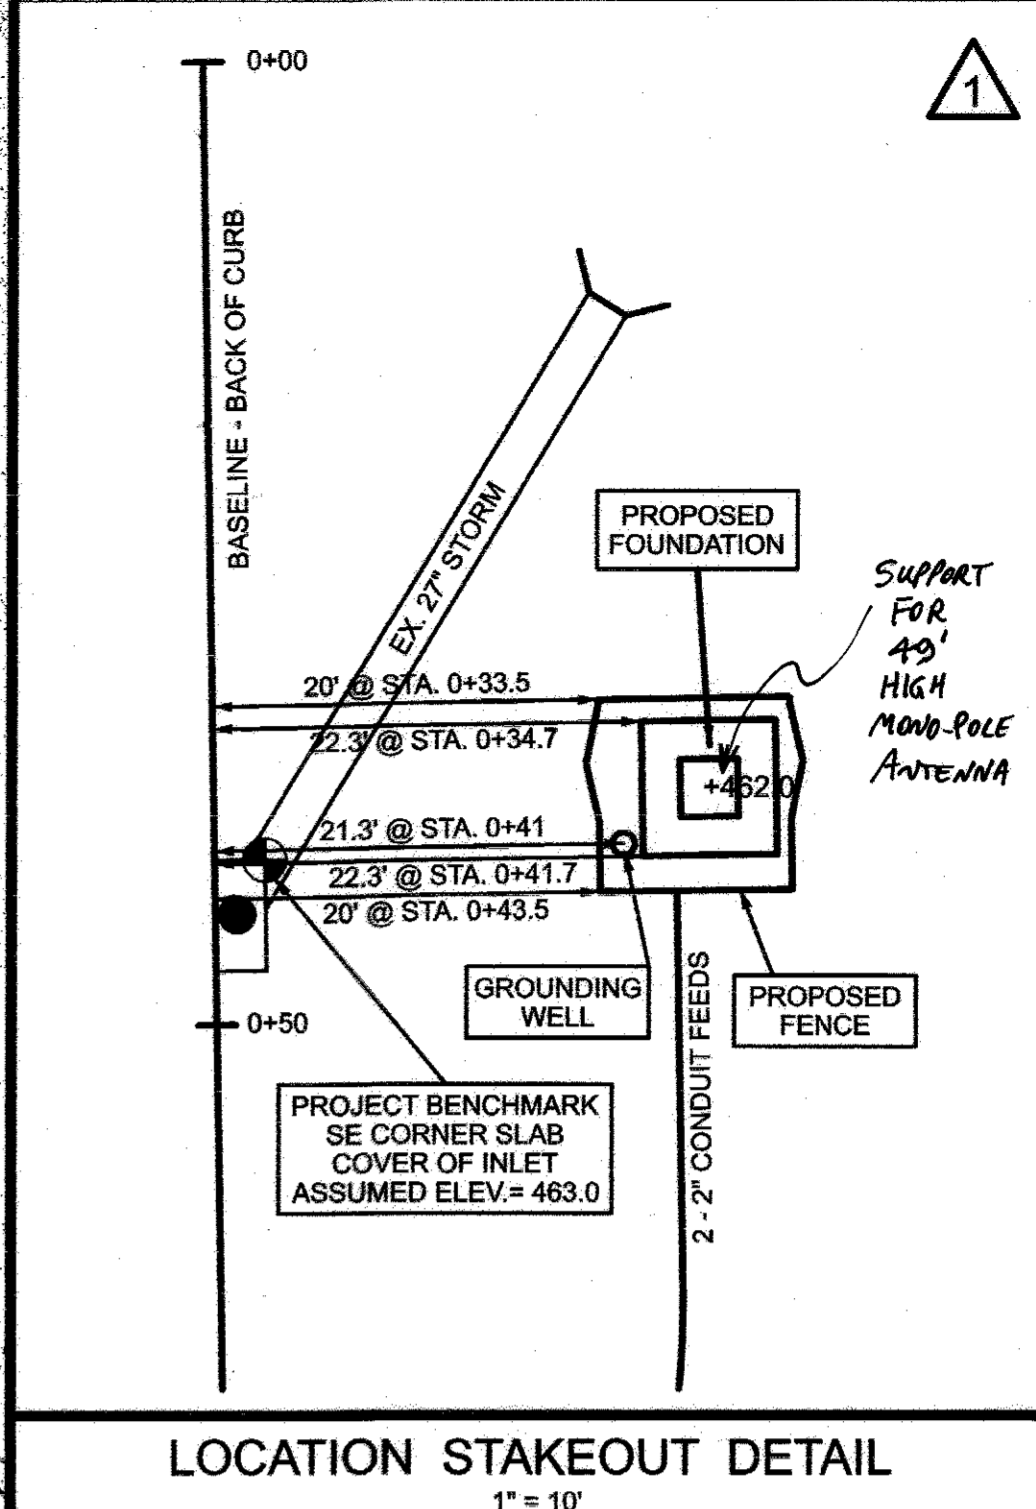 0+00
1
BASELINE - BACK OF CURB
EX. 27" STORM
PROPOSED
FOUNDATION
SUPPORT
FOR
49'
HIGH
MONO-POLE
ANTENNA
20' @ STA. 0+33.5
22.3' @ STA. 0+34.7
+462.0
21.3' @ STA. 0+41
22.3' @ STA. 0+41.7
20' @ STA. 0+43.5
GROUNDING
WELL
PROPOSED
FENCE
2 - 2" CONDUIT FEEDS
0+50
PROJECT BENCHMARK
SE CORNER SLAB
COVER OF INLET
ASSUMED ELEV.= 463.0
LOCATION STAKEOUT DETAIL
1" = 10'